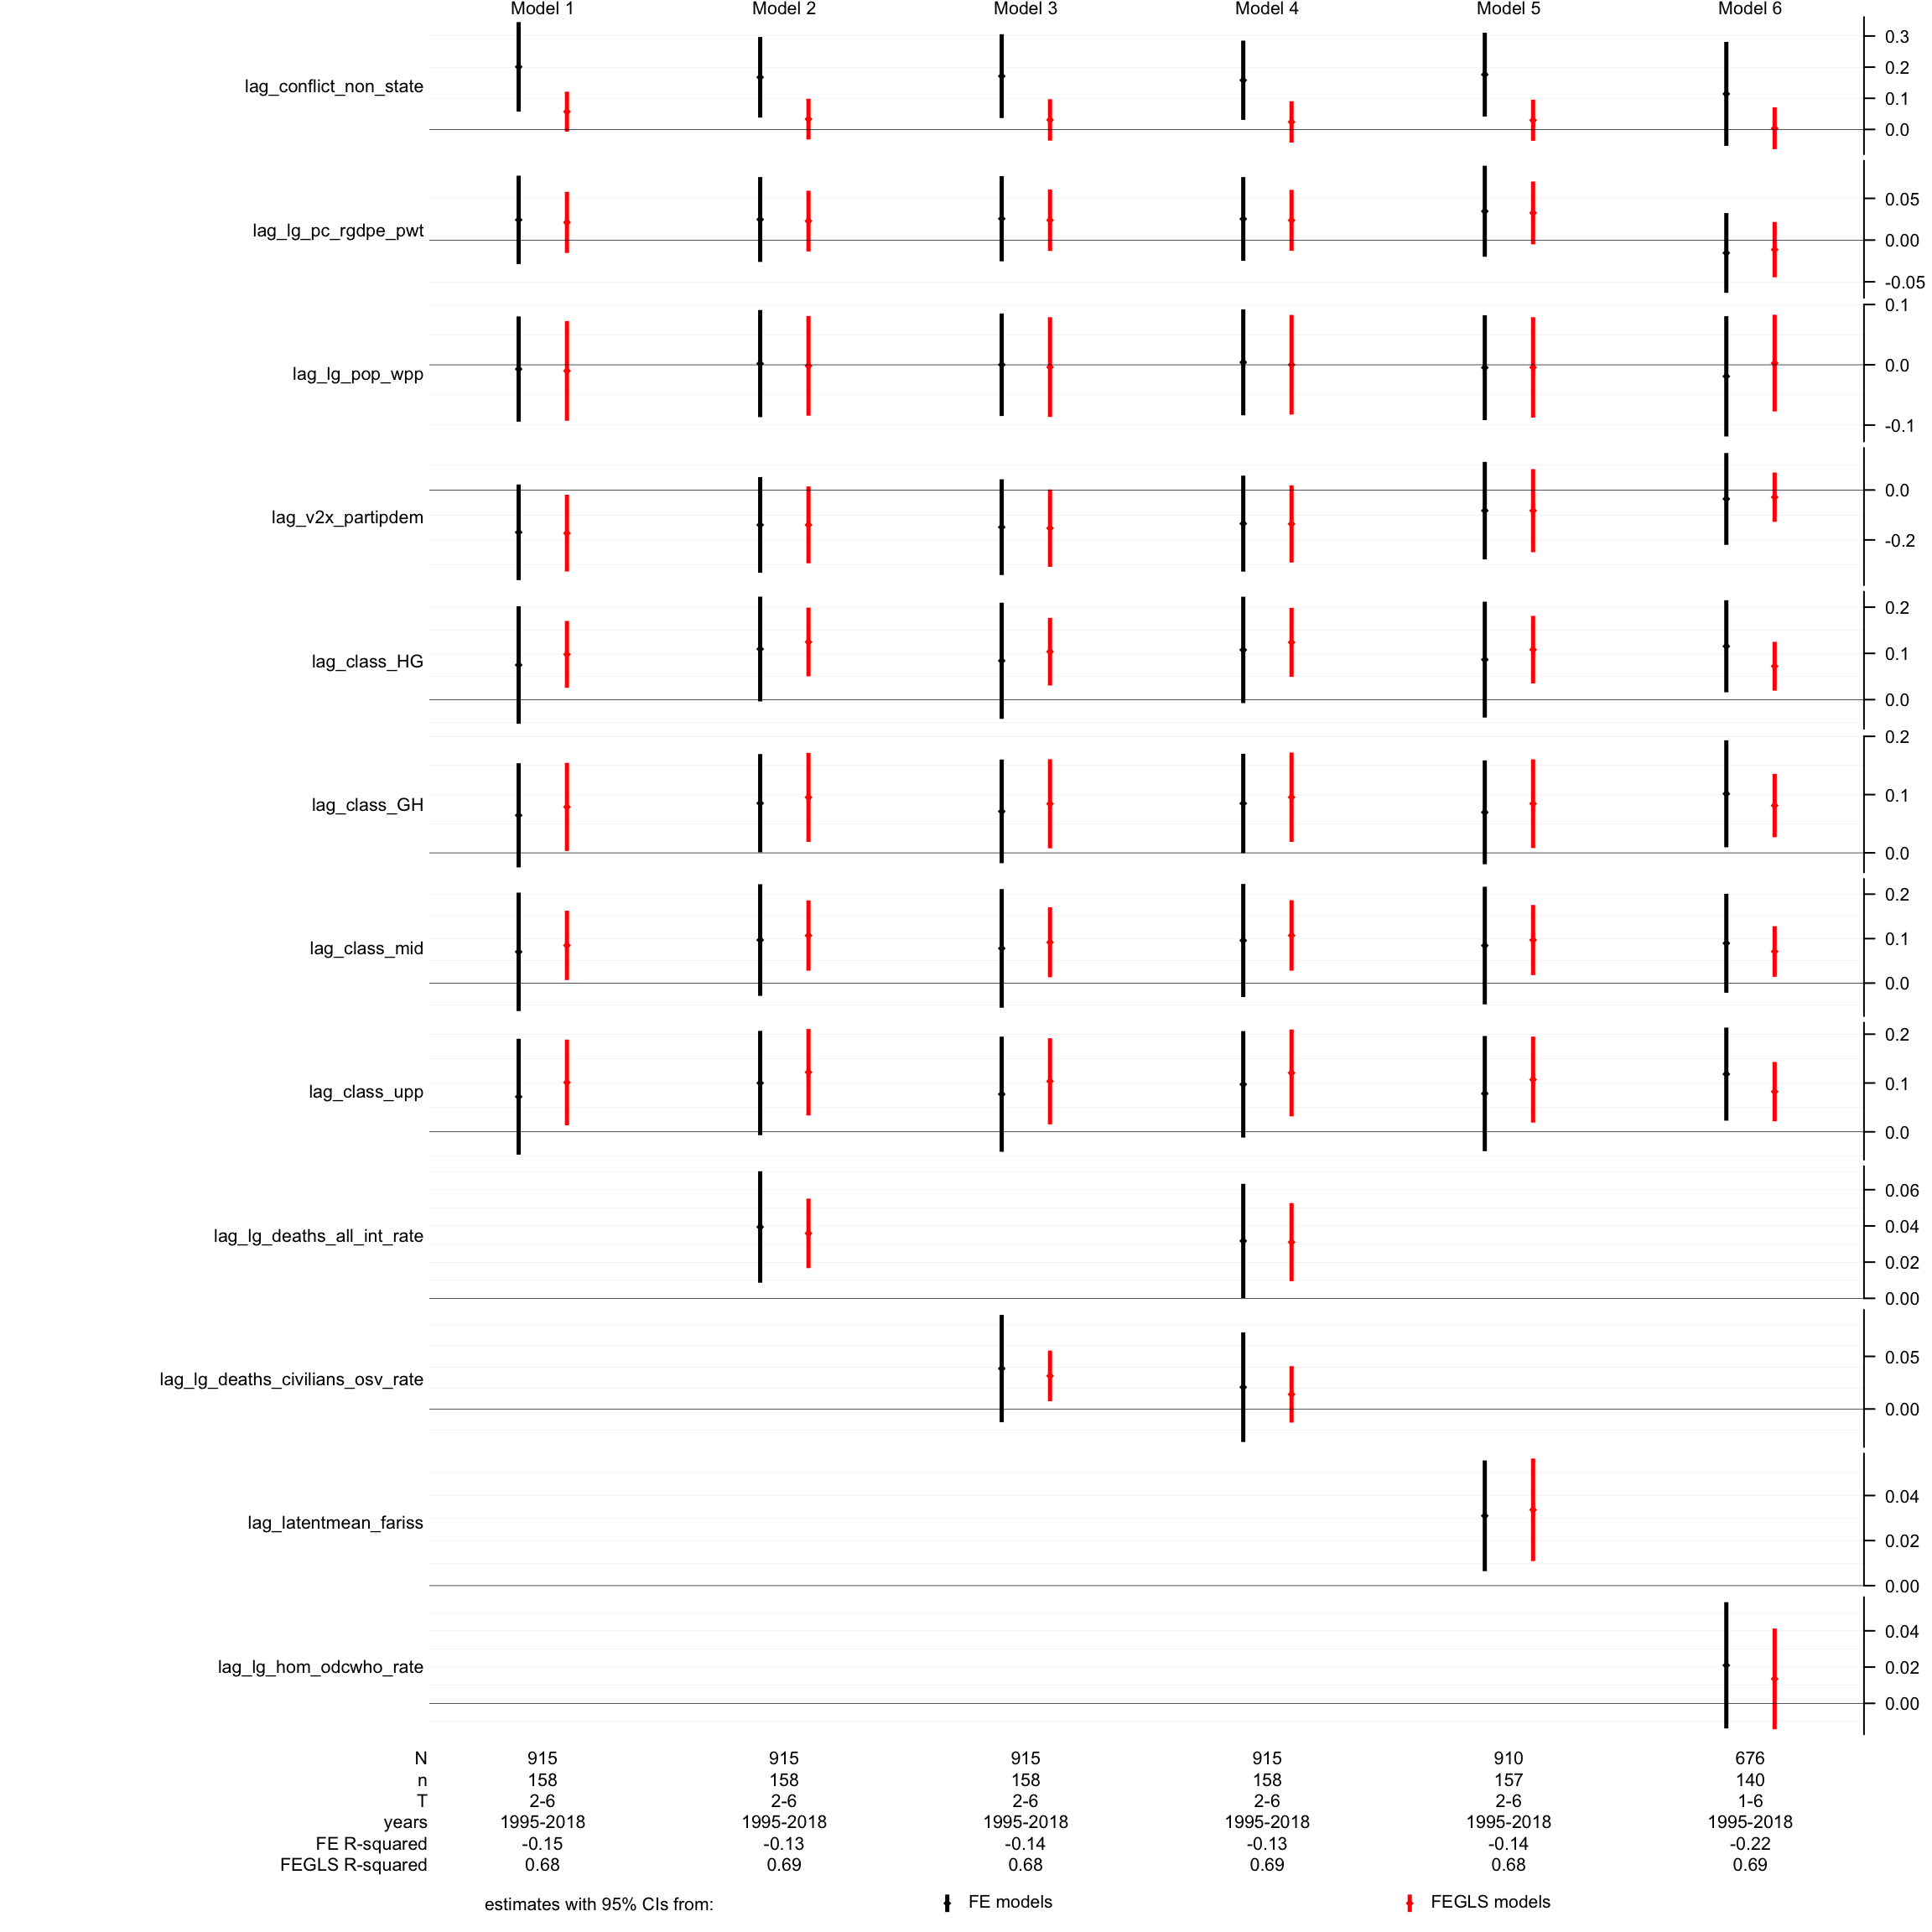 Model 1 Model 2 Model 3 Model 4 Model 5 Model 6
lag_conflict_non_state
0.3
0.2
0.1
0.0
lag_lg_pc_rgdpe_pwt
0.05
0.00
-0.05
lag_lg_pop_wpp
0.1
0.0
-0.1
lag_v2x_partipdem
0.0
-0.2
lag_class_HG
0.2
0.1
0.0
lag_class_GH
0.2
0.1
0.0
lag_class_mid
0.2
0.1
0.0
lag_class_upp
0.2
0.1
0.0
lag_lg_deaths_all_int_rate
0.06
0.04
0.02
0.00
lag_lg_deaths_civilians_osv_rate
0.05
0.00
lag_latentmean_fariss
0.04
0.02
0.00
lag_lg_hom_odcwho_rate
0.04
0.02
0.00
N 915 915 915 915 910 676
n 158 158 158 158 157 140
T 2-6 2-6 2-6 2-6 2-6 1-6
years 1995-2018 1995-2018 1995-2018 1995-2018 1995-2018 1995-2018
FE R-squared -0.15 -0.13 -0.14 -0.13 -0.14 -0.22
FEGLS R-squared 0.68 0.69 0.68 0.69 0.68 0.69
estimates with 95% CIs from: FE models FEGLS models